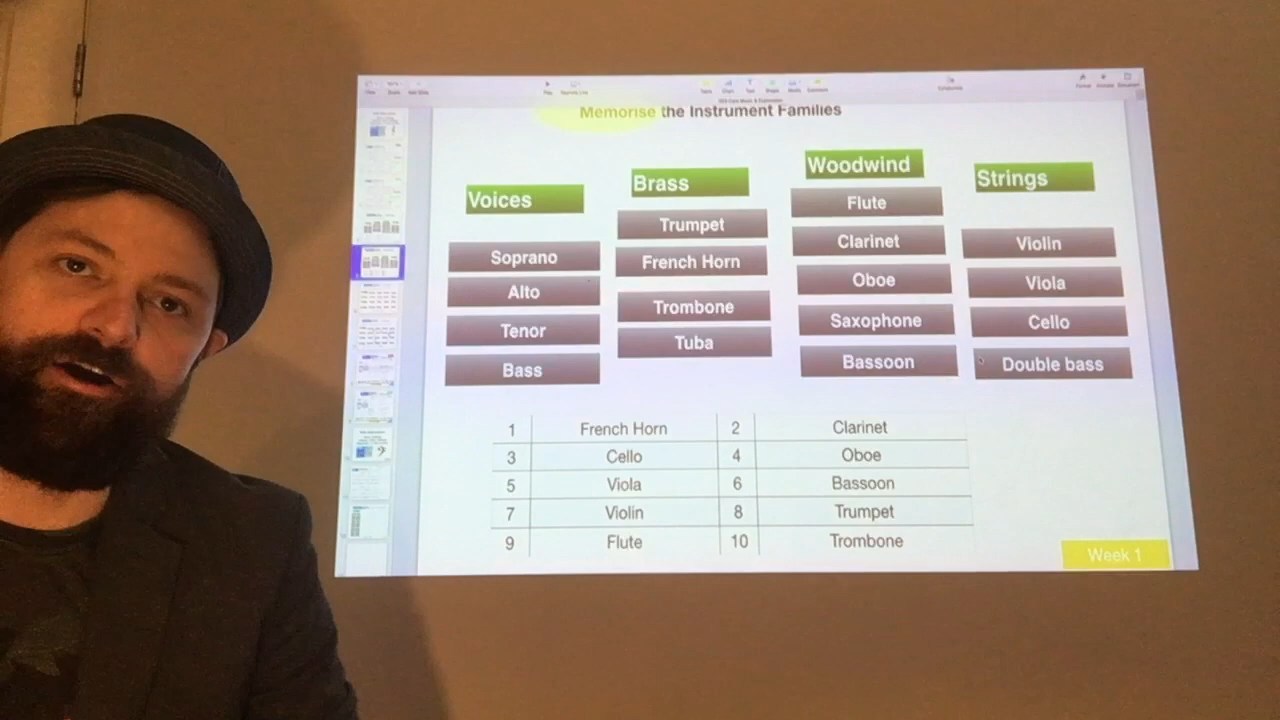 Memorise the Instrument Families
Voices
Soprano
Alto
Tenor
Bass
Brass
Trumpet
French Horn
Trombone
Tuba
Woodwind
Flute
Clarinet
Oboe
Saxophone
Bassoon
Strings
Violin
Viola
Cello
Double bass
1 French Horn 2 Clarinet
3 Cello 4 Oboe
5 Viola 6 Bassoon
7 Violin 8 Trumpet
9 Flute 10 Trombone
Week 1